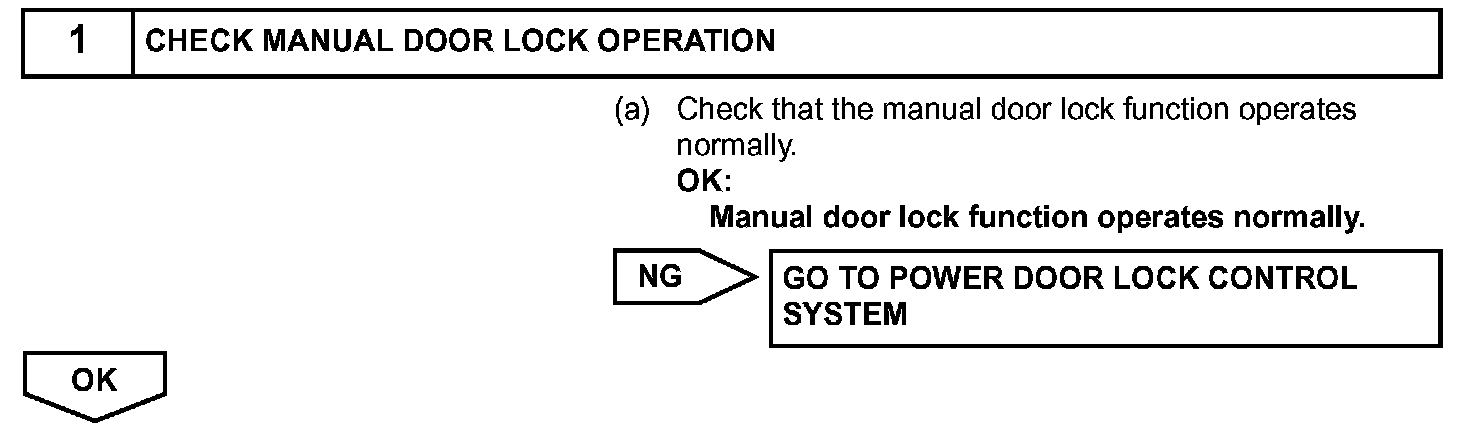 1 CHECK MANUAL DOOR LOCK OPERATION
(a) Check that the manual door lock function operates
normally.
OK:
Manual door lock function operates normally.
NG GO TO POWER DOOR LOCK CONTROL
SYSTEM
OK